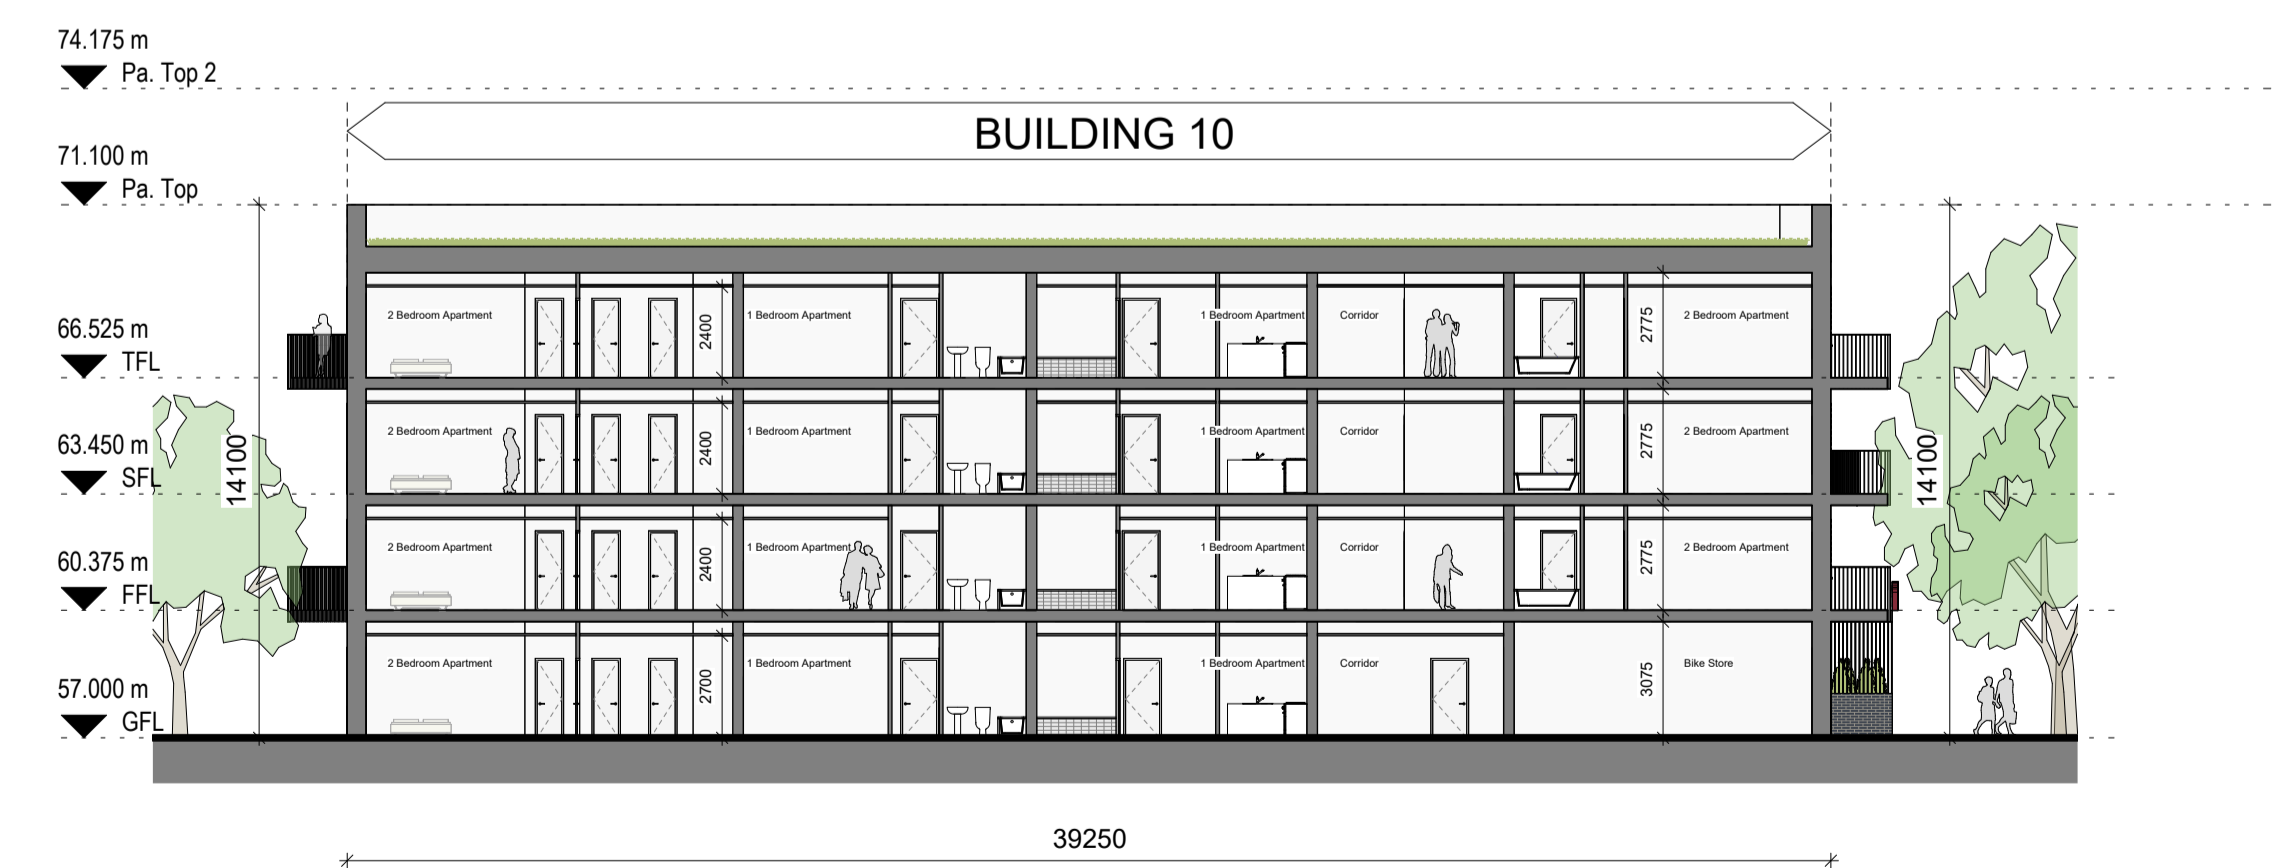 74.175 m
Pa. Top 2
BUILDING 10
71.100 m
Pa. Top
66.525 m
TFL
2 Bedroom Apartment
2400
1 Bedroom Apartment
1 Bedroom Apartment
Corridor
2775
2 Bedroom Apartment
63.450 m
SFL
14100
2 Bedroom Apartment
2400
1 Bedroom Apartment
1 Bedroom Apartment
Corridor
2775
2 Bedroom Apartment
14100
60.375 m
FFL
2 Bedroom Apartment
2400
1 Bedroom Apartment
1 Bedroom Apartment
Corridor
2775
2 Bedroom Apartment
57.000 m
GFL
2 Bedroom Apartment
2700
1 Bedroom Apartment
1 Bedroom Apartment
Corridor
3075
Bike Store
39250